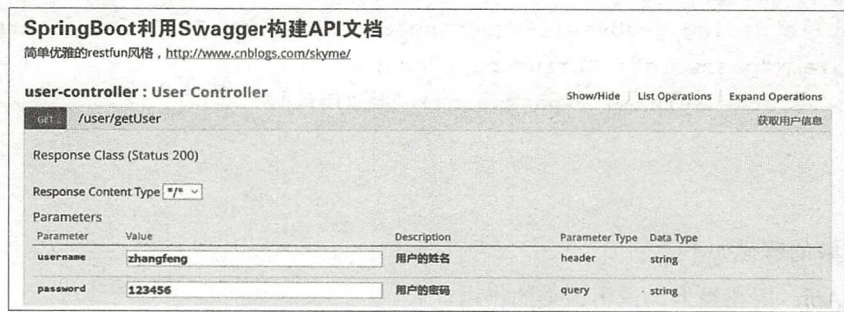 SpringBoot利用Swagger构建API文档
简单优雅的restfun风格，http://www.cnblogs.com/skyme/
user-controller : User Controller
Show/Hide List Operations Expand Operations
GET /user/getUser 获取用户信息
Response Class (Status 200)
Response Content Type */*
Parameters
Parameter Value Description Parameter Type Data Type
username zhangfeng 用户的姓名 header string
password 123456 用户的密码 query string